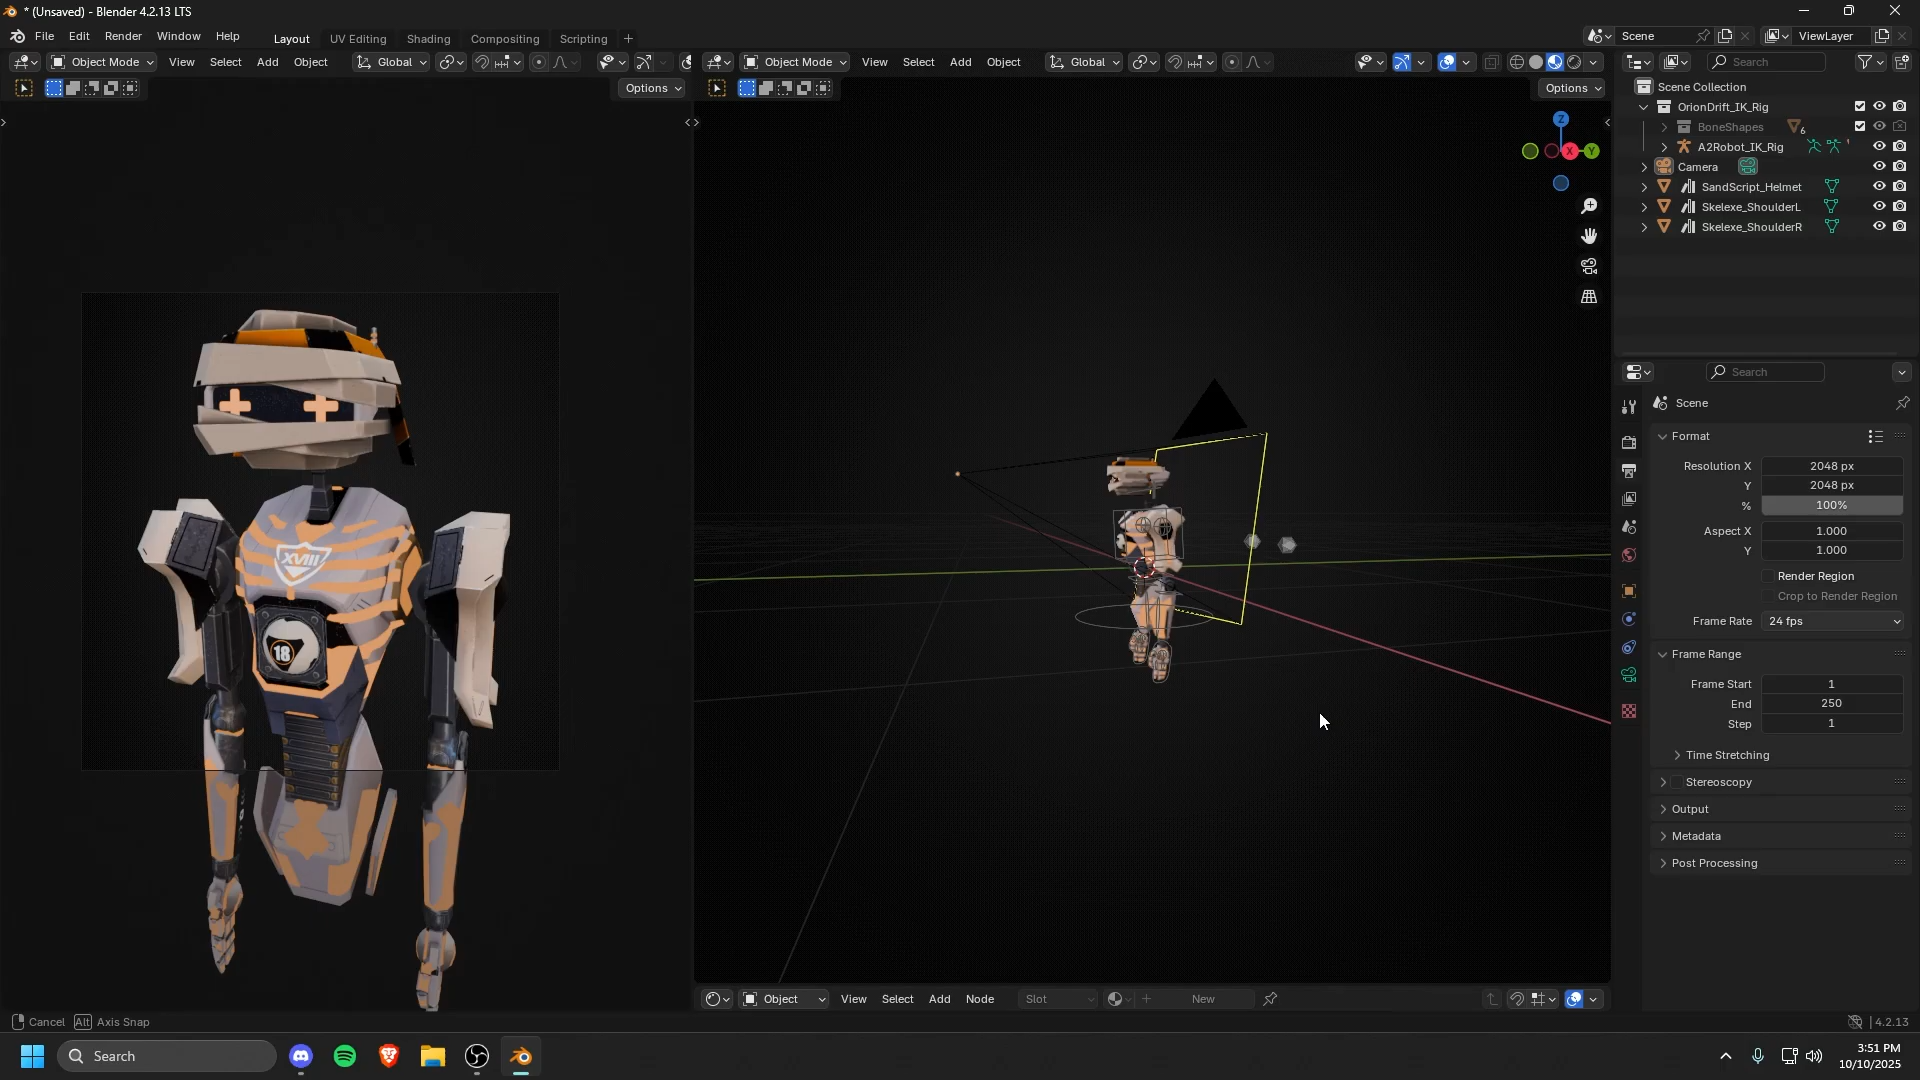 * (Unsaved) - Blender 4.2.13 LTS
File Edit Render Window Help Layout UV Editing Shading Compositing Scripting + Scene ViewLayer
Object Mode View Select Add Object Global
Object Mode View Select Add Object Global
Search
Options
Options
Scene Collection
OrionDrift_IK_Rig
BoneShapes 6
A2Robot_IK_Rig
Camera
SandScript_Helmet
Skelexe_ShoulderL
Skelexe_ShoulderR
Z
X
Y
XVIII
18
Search
Scene
Format
Resolution X 2048 px
Y 2048 px
% 100%
Aspect X 1.000
Y 1.000
Render Region
Crop to Render Region
Frame Rate 24 fps
Frame Range
Frame Start 1
End 250
Step 1
Time Stretching
Stereoscopy
Output
Metadata
Post Processing
Object View Select Add Node Slot New
Cancel Alt Axis Snap
4.2.13
Search
3:51 PM
10/10/2025